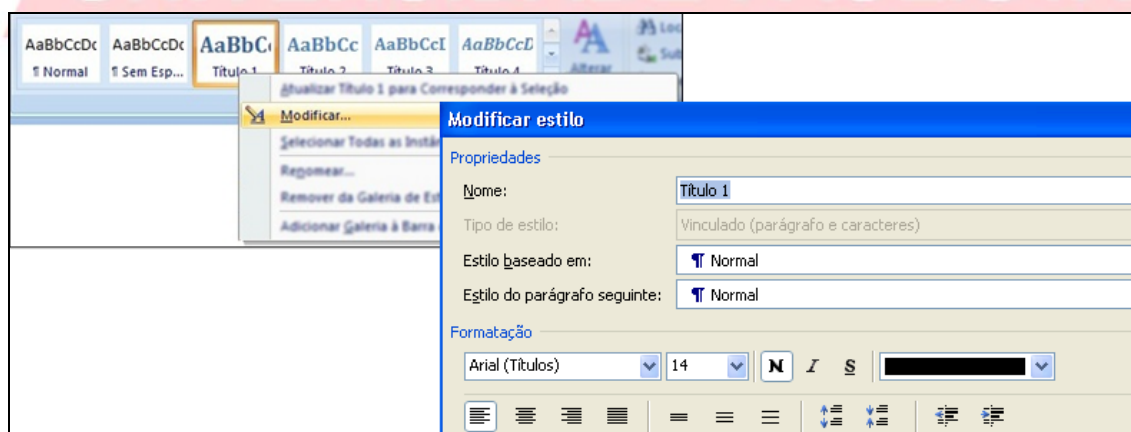 AaBbCcDc AaBbCcDc AaBbC AaBbCc AaBbCcI AaBbCcD
¶ Normal ¶ Sem Esp... Título 1 Título 2 Título 3 Título 4 Alterar
Atualizar Título 1 para Corresponder à Seleção
Modificar...
Selecionar Todas as
Renomear...
Remover da Galeria de
Adicionar Galeria à Barra
Modificar estilo
Propriedades
Nome: Título 1
Tipo de estilo: Vinculado (parágrafo e caracteres)
Estilo baseado em: ¶ Normal
Estilo do parágrafo seguinte: ¶ Normal
Formatação
Arial (Títulos) 14 N I S